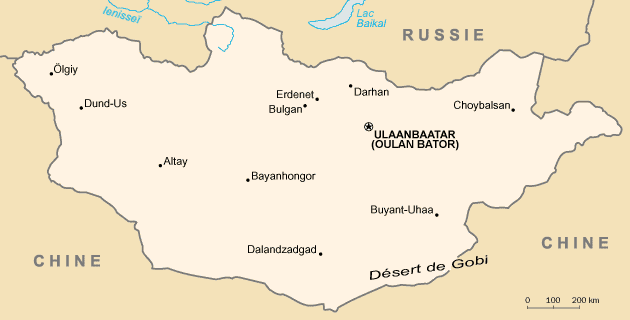 Ienisseï
Lac
Baïkal
RUSSIE
Ölgiy
Dund-Us
Erdenet
Bulgan
Darhan
Choybalsan
ULAANBAATAR
(OULAN BATOR)
Altay
Bayanhongor
Buyant-Uhaa
Dalandzadgad
Désert de Gobi
CHINE
CHINE
0 100 200 km